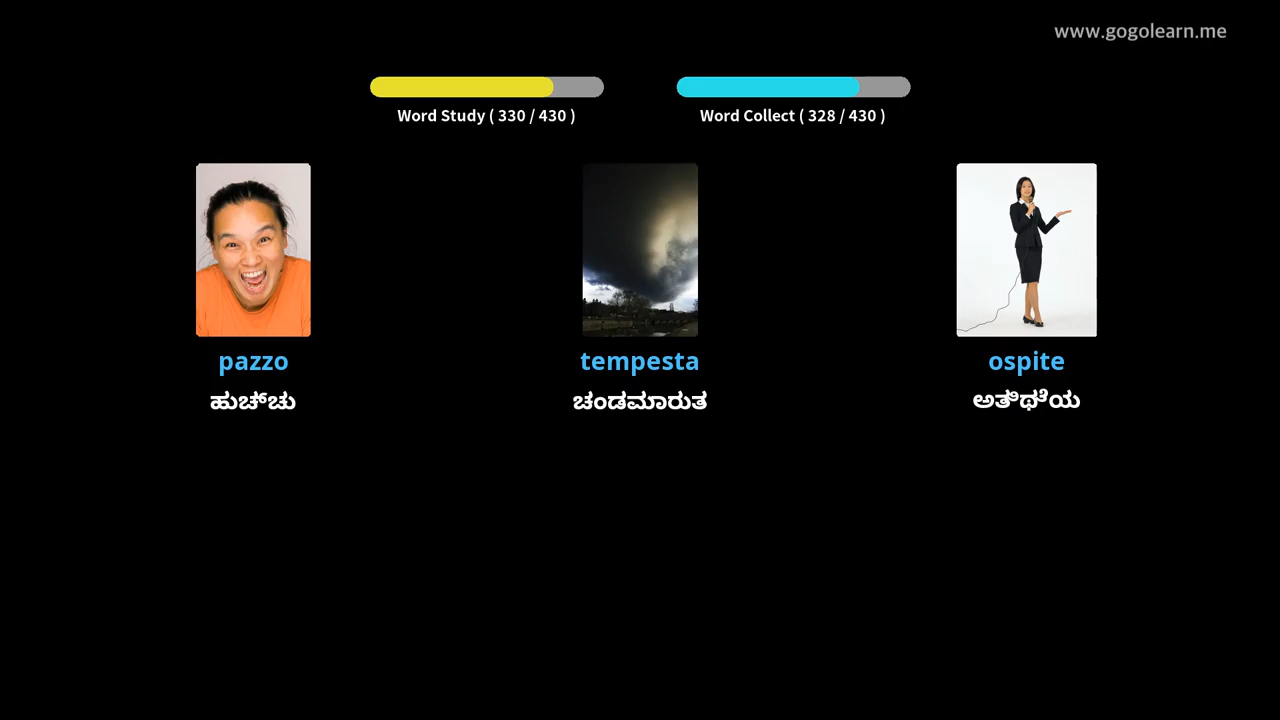 www.gogolearn.me
Word Study ( 330 / 430 )
Word Collect ( 328 / 430 )
pazzo
tempesta
ospite
ಹುಚ್ಚು
ಚಂಡಮಾರುತ
ಅತಿಥೆಯ